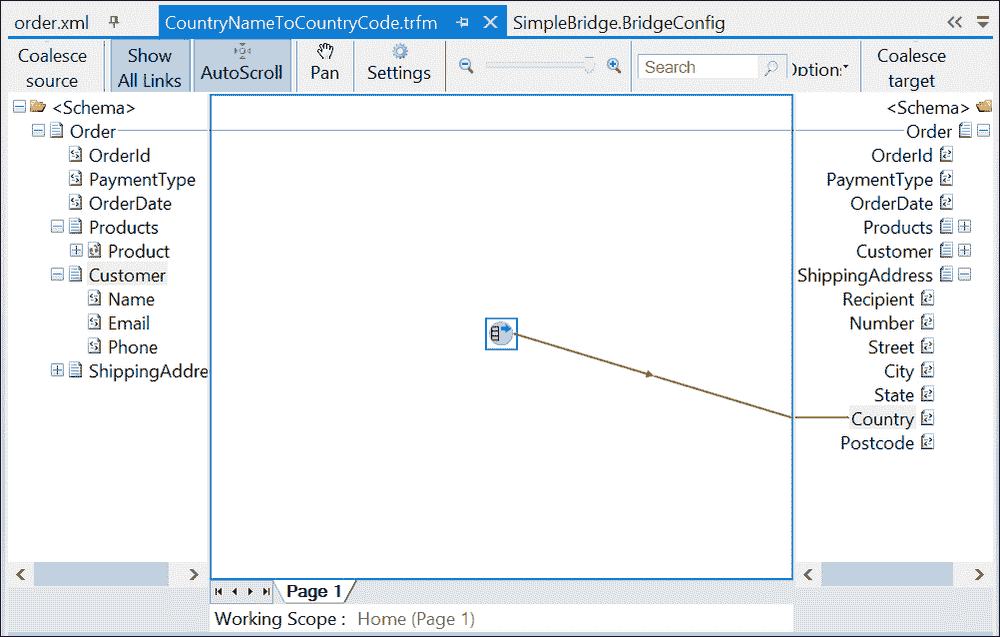 order.xml
CountryNameToCountryCode.trfm
SimpleBridge.BridgeConfig
Coalesce source
Show All Links
AutoScroll
Pan
Settings
Search
Options
Coalesce target
<Schema>
Order
OrderId
PaymentType
OrderDate
Products
Product
Customer
Name
Email
Phone
ShippingAddre
<Schema>
Order
OrderId
PaymentType
OrderDate
Products
Customer
ShippingAddress
Recipient
Number
Street
City
State
Country
Postcode
Page 1
Working Scope : Home (Page 1)